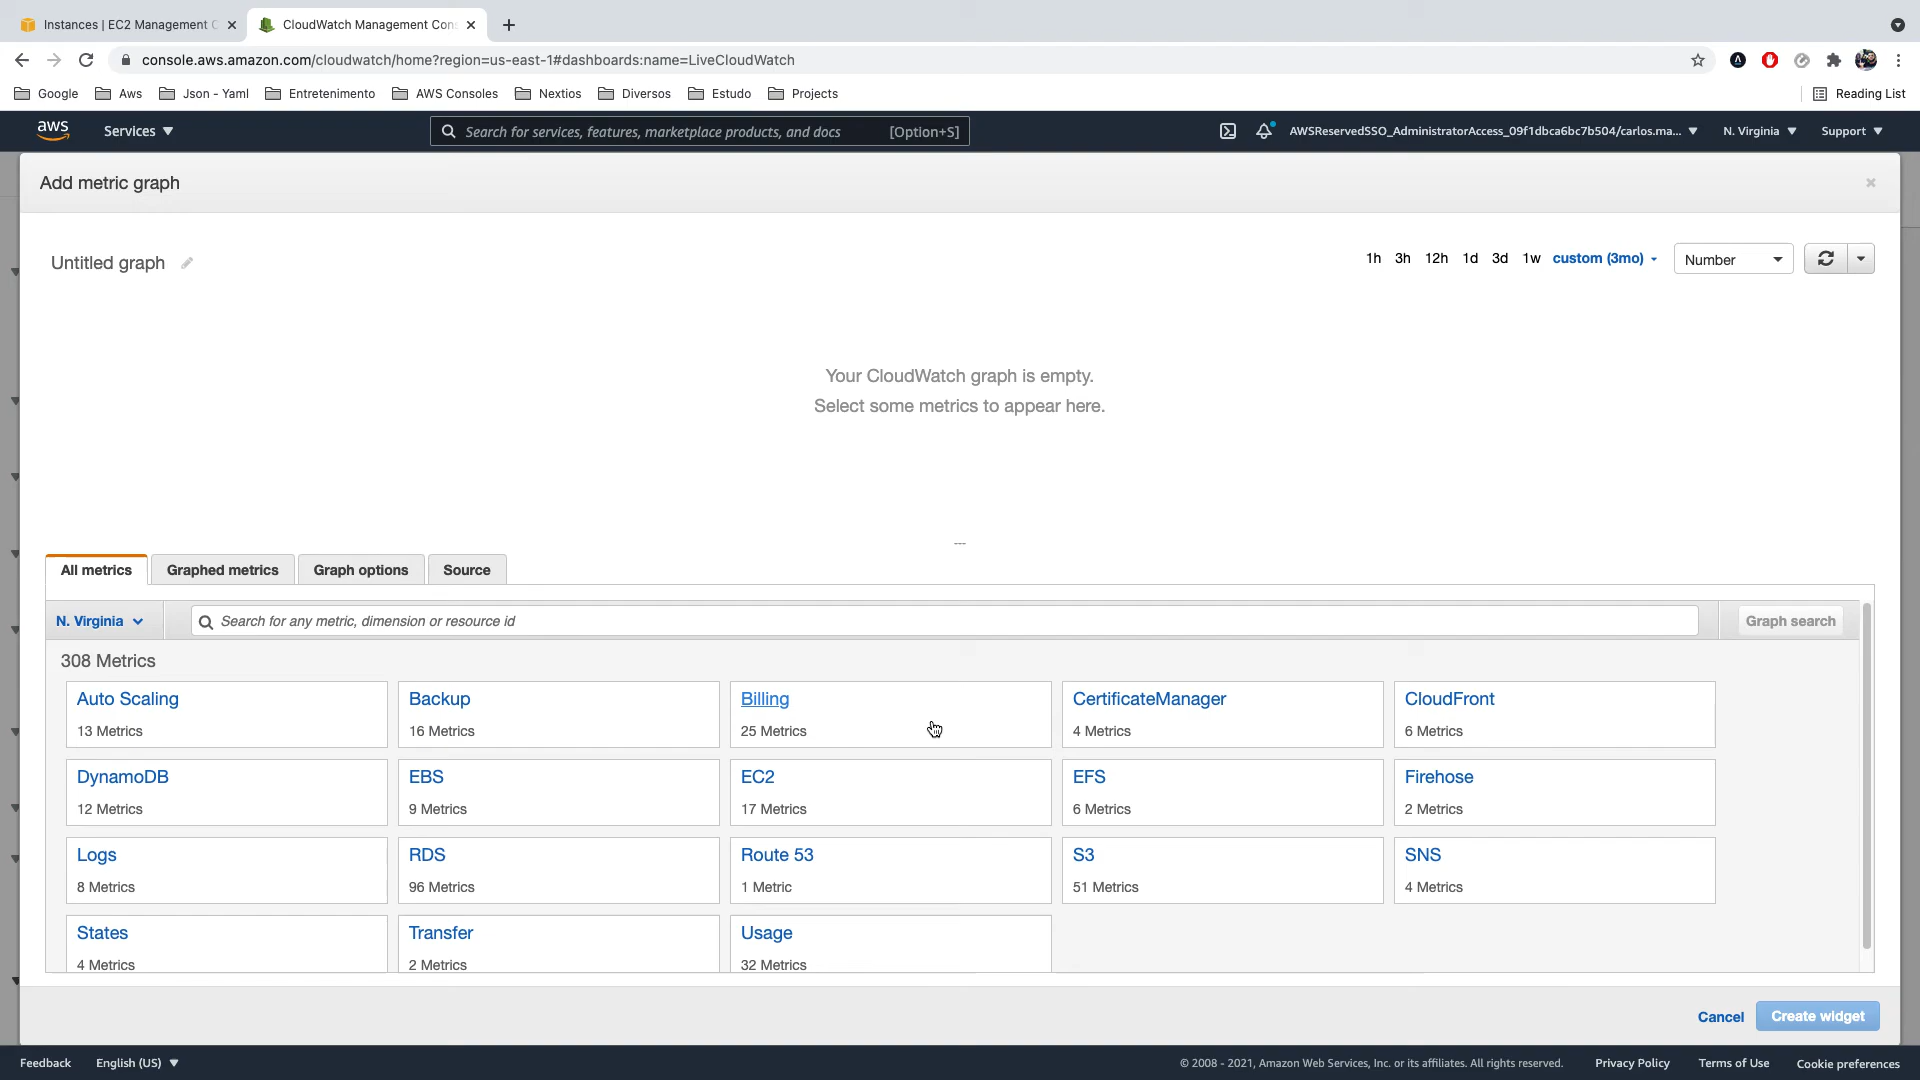 Instances | EC2 Management C
CloudWatch Management Con
console.aws.amazon.com/cloudwatch/home?region=us-east-1#dashboards:name=LiveCloudWatch
Google
Aws
Json - Yaml
Entretenimento
AWS Consoles
Nextios
Diversos
Estudo
Projects
Reading List
aws
Services
Search for services, features, marketplace products, and docs
[Option+S]
AWSReservedSSO_AdministratorAccess_09f1dbca6bc7b504/carlos.ma...
N. Virginia
Support
Add metric graph
Untitled graph
1h 3h 12h 1d 3d 1w custom (3mo)
Number
Your CloudWatch graph is empty.
Select some metrics to appear here.
All metrics
Graphed metrics
Graph options
Source
N. Virginia
Search for any metric, dimension or resource id
Graph search
308 Metrics
Auto Scaling
13 Metrics
Backup
16 Metrics
Billing
25 Metrics
CertificateManager
4 Metrics
CloudFront
6 Metrics
DynamoDB
12 Metrics
EBS
9 Metrics
EC2
17 Metrics
EFS
6 Metrics
Firehose
2 Metrics
Logs
8 Metrics
RDS
96 Metrics
Route 53
1 Metric
S3
51 Metrics
SNS
4 Metrics
States
4 Metrics
Transfer
2 Metrics
Usage
32 Metrics
Cancel
Create widget
Feedback
English (US)
© 2008 - 2021, Amazon Web Services, Inc. or its affiliates. All rights reserved.
Privacy Policy
Terms of Use
Cookie preferences